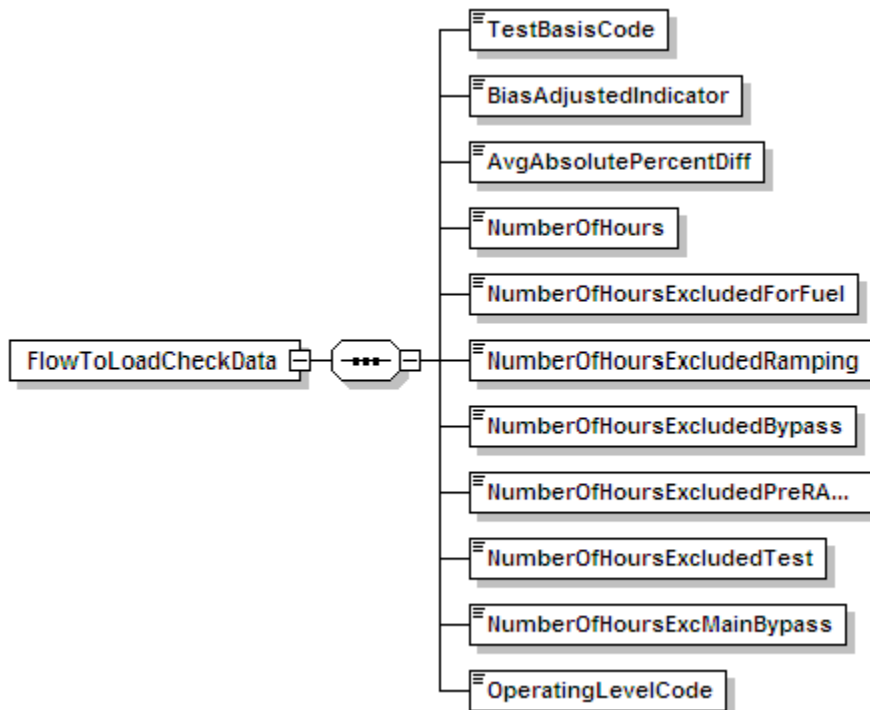 TestBasisCode
BiasAdjustedIndicator
AvgAbsolutePercentDiff
NumberOfHours
NumberOfHoursExcludedForFuel
FlowToLoadCheckData
NumberOfHoursExcludedRamping
NumberOfHoursExcludedBypass
NumberOfHoursExcludedPreRA...
NumberOfHoursExcludedTest
NumberOfHoursExcMainBypass
OperatingLevelCode